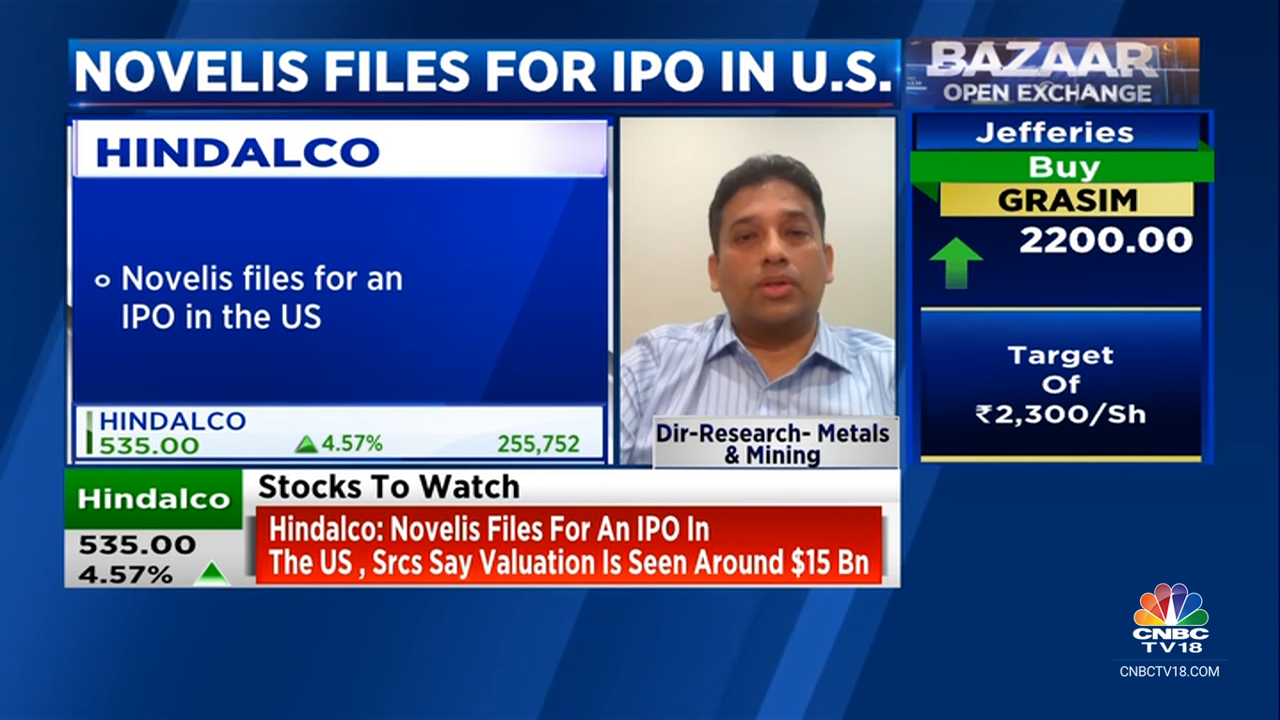 NOVELIS FILES FOR IPO IN U.S.
BAZAAR
OPEN EXCHANGE
HINDALCO
Novelis files for an
IPO in the US
HINDALCO
535.00 4.57% 255,752
Dir-Research- Metals
& Mining
Jefferies
Buy
GRASIM
2200.00
Target
Of
₹2,300/Sh
Hindalco
535.00
4.57%
Stocks To Watch
Hindalco: Novelis Files For An IPO In
The US , Srcs Say Valuation Is Seen Around $15 Bn
CNBC
TV18
CNBCTV18.COM